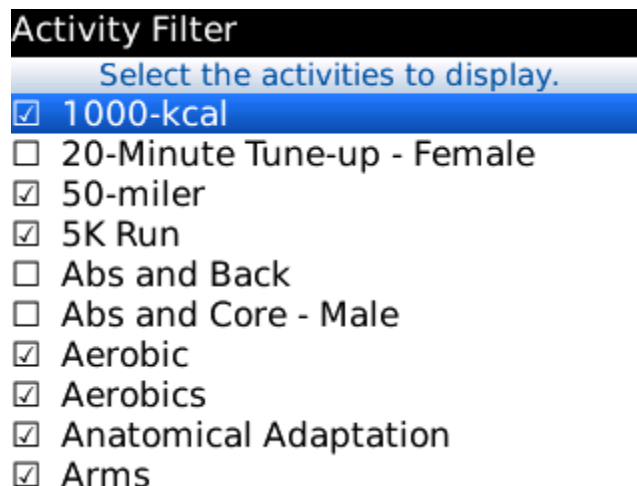 Activity Filter
Select the activities to display.
☑ 1000-kcal
☐ 20-Minute Tune-up - Female
☑ 50-miler
☑ 5K Run
☐ Abs and Back
☐ Abs and Core - Male
☑ Aerobic
☑ Aerobics
☑ Anatomical Adaptation
☑ Arms